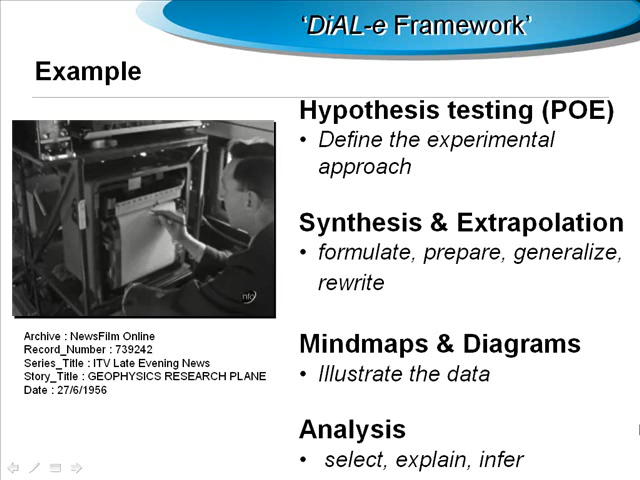 ‘DiAL-e Framework’
Example
Hypothesis testing (POE)
• Define the experimental
approach
Synthesis & Extrapolation
• formulate, prepare, generalize,
rewrite
Mindmaps & Diagrams
• Illustrate the data
Analysis
• select, explain, infer
nfo
Archive : NewsFilm Online
Record_Number : 739242
Series_Title : ITV Late Evening News
Story_Title : GEOPHYSICS RESEARCH PLANE
Date : 27/6/1956